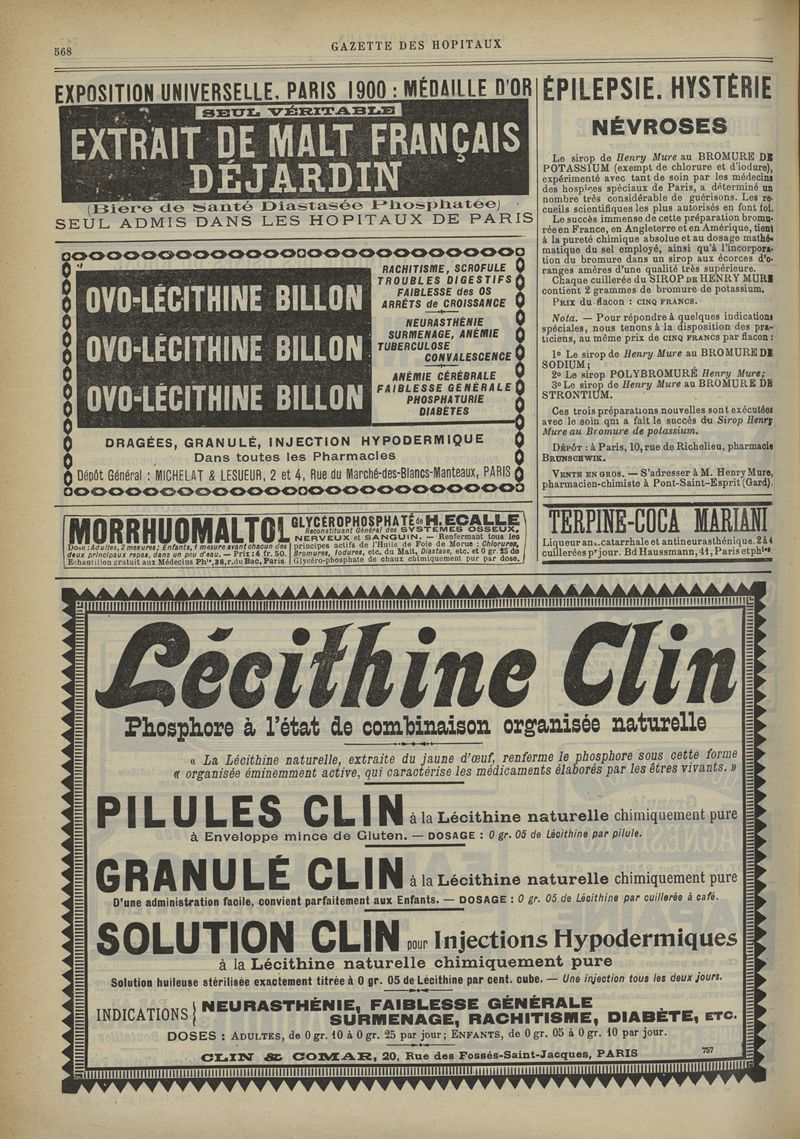 568
GAZETTE DES HOPITAUX
EXPOSITION UNIVERSELLE. PARIS 1900 : MÉDAILLE D'OR
SEUL VÉRITABLE
EXTRAIT DE MALT FRANÇAIS
DÉJARDIN
(Bière de Santé Diastasée Phosphatée)
SEUL ADMIS DANS LES HOPITAUX DE PARIS
OVO-LÉCITHINE BILLON
OVO-LÉCITHINE BILLON
OVO-LÉCITHINE BILLON
RACHITISME, SCROFULE
TROUBLES DIGESTIFS
FAIBLESSE des OS
ARRÊTS de CROISSANCE
NEURASTHÉNIE
SURMENAGE, ANÉMIE
TUBERCULOSE
CONVALESCENCE
ANÉMIE CÉRÉBRALE
FAIBLESSE GÉNÉRALE
PHOSPHATURIE
DIABÈTES
DRAGÉES, GRANULÉ, INJECTION HYPODERMIQUE
Dans toutes les Pharmacies
Dépôt Général : MICHELAT & LESUEUR, 2 et 4, Rue du Marché-des-Blancs-Manteaux, PARIS
MORRHUOMALTOL
Dose : Adultes, 2 mesures ; Enfants, 1 mesure avant chacun des
deux principaux repas, dans un peu d'eau. — Prix : 4 fr. 50.
Echantillon gratuit aux Médecins Phie, 38, r. du Bac, Paris
GLYCÉROPHOSPHATÉ de H. ECALLE
Reconstituant Général des SYSTEMES OSSEUX,
NERVEUX et SANGUIN. — Renfermant tous les
principes actifs de l'Huile de Foie de Morue : Chlorures,
Bromures, Iodures, etc. du Malt, Diastase, etc. et 0 gr. 25 de
Glycéro-phosphate de chaux chimiquement pur par dose.
ÉPILEPSIE. HYSTÉRIE
NÉVROSES
Le sirop de Henry Mure au BROMURE DE
POTASSIUM (exempt de chlorure et d'iodure),
expérimenté avec tant de soin par les médecins
des hospices spéciaux de Paris, a déterminé un
nombre très considérable de guérisons. Les re-
cueils scientifiques les plus autorisés en font foi.
Le succès immense de cette préparation bromu-
rée en France, en Angleterre et en Amérique, tient
à la pureté chimique absolue et au dosage mathé-
matique du sel employé, ainsi qu'à l'incorpora-
tion du bromure dans un sirop aux écorces d'o-
ranges amères d'une qualité très supérieure.
Chaque cuillerée du SIROP DE HENRY MURE
contient 2 grammes de bromure de potassium.
PRIX du flacon : CINQ FRANCS.
Nota. — Pour répondre à quelques indications
spéciales, nous tenons à la disposition des pra-
ticiens, au même prix de CINQ FRANCS par flacon :
1º Le sirop de Henry Mure au BROMURE DE
SODIUM ;
2º Le sirop POLYBROMURÉ Henry Mure;
3º Le sirop de Henry Mure au BROMURE DE
STRONTIUM.
Ces trois préparations nouvelles sont exécutées
avec le soin qui a fait le succès du Sirop Henry
Mure au Bromure de potassium.
DÉPÔT : à Paris, 10, rue de Richelieu, pharmacie
BRUNSCHWIK.
VENTE EN GROS. — S'adresser à M. Henry Mure,
pharmacien-chimiste à Pont-Saint-Esprit (Gard).
TERPINE-COCA MARIANI
Liqueur an..catarrhale et antineurasthénique. 2 à 4
cuillerées pr jour. Bd Haussmann, 41, Paris et phies
Lécithine Clin
Phosphore à l'état de combinaison organisée naturelle
« La Lécithine naturelle, extraite du jaune d'œuf, renferme le phosphore sous cette forme
« organisée éminemment active, qui caractérise les médicaments élaborés par les êtres vivants. »
PILULES CLIN à la Lécithine naturelle chimiquement pure
à Enveloppe mince de Gluten. — DOSAGE : 0 gr. 05 de Lécithine par pilule.
GRANULÉ CLIN à la Lécithine naturelle chimiquement pure
D'une administration facile, convient parfaitement aux Enfants. — DOSAGE : 0 gr. 05 de Lécithine par cuillerée à café.
SOLUTION CLIN pour Injections Hypodermiques
à la Lécithine naturelle chimiquement pure
Solution huileuse stérilisée exactement titrée à 0 gr. 05 de Lécithine par cent. cube. — Une injection tous les deux jours.
INDICATIONS { NEURASTHÉNIE, FAIBLESSE GÉNÉRALE
SURMENAGE, RACHITISME, DIABÈTE, ETC.
DOSES : ADULTES, de 0 gr. 10 à 0 gr. 25 par jour; ENFANTS, de 0 gr. 05 à 0 gr. 10 par jour.
CLIN & COMAR, 20, Rue des Fossés-Saint-Jacques, PARIS
757